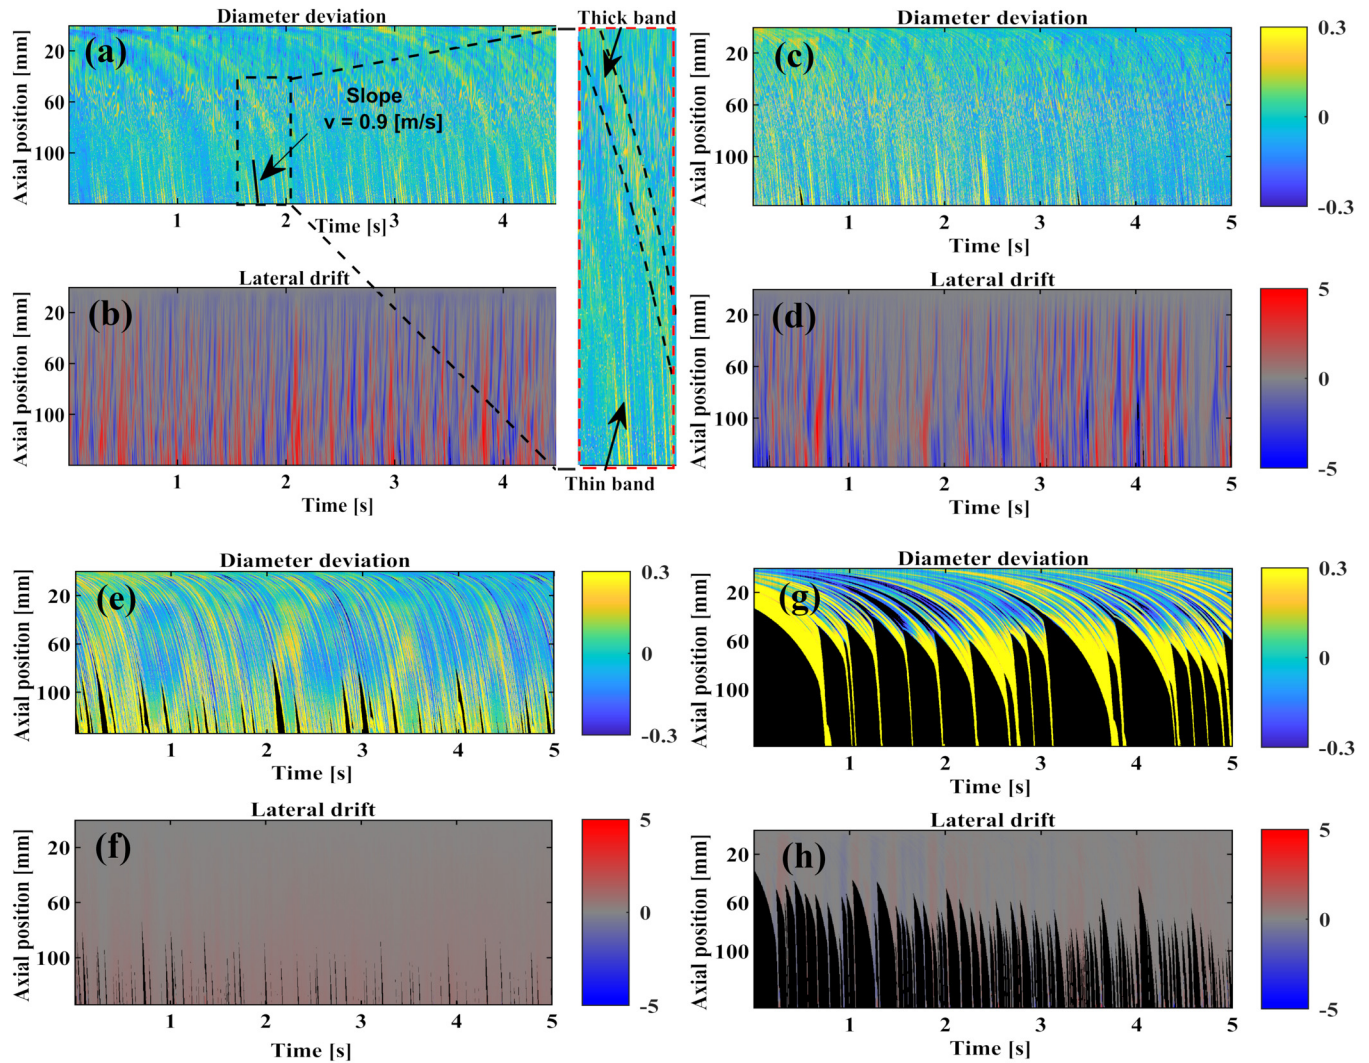 Diameter deviation
(a)
Axial position [mm]
20
60
100
Slope
v = 0.9 [m/s]
1
2
3
4
Time [s]
Thick band
Thin band
Diameter deviation
(c)
Axial position [mm]
20
60
100
1
2
3
4
5
Time [s]
0.3
0
-0.3
Lateral drift
(b)
Axial position [mm]
20
60
100
1
2
3
4
Time [s]
Lateral drift
(d)
Axial position [mm]
20
60
100
1
2
3
4
5
Time [s]
5
0
-5
Diameter deviation
(e)
Axial position [mm]
20
60
100
1
2
3
4
5
Time [s]
0.3
0
-0.3
Diameter deviation
(g)
Axial position [mm]
20
60
100
1
2
3
4
5
Time [s]
0.3
0
-0.3
Lateral drift
(f)
Axial position [mm]
20
60
100
1
2
3
4
5
Time [s]
5
0
-5
Lateral drift
(h)
Axial position [mm]
20
60
100
1
2
3
4
5
Time [s]
5
0
-5